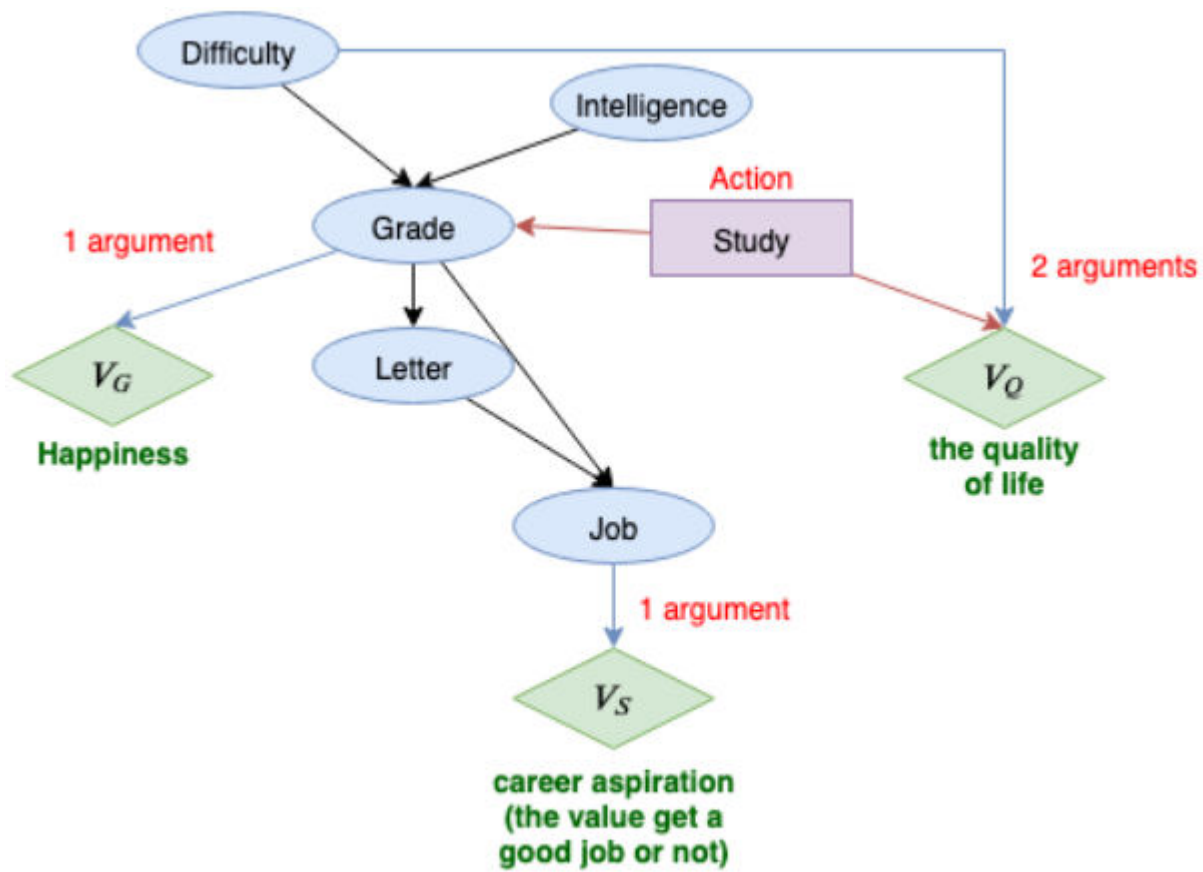 Difficulty
Intelligence
Action
Grade
Study
1 argument
2 arguments
V_G
Letter
V_Q
Happiness
the quality
of life
Job
1 argument
V_S
career aspiration
(the value get a
good job or not)